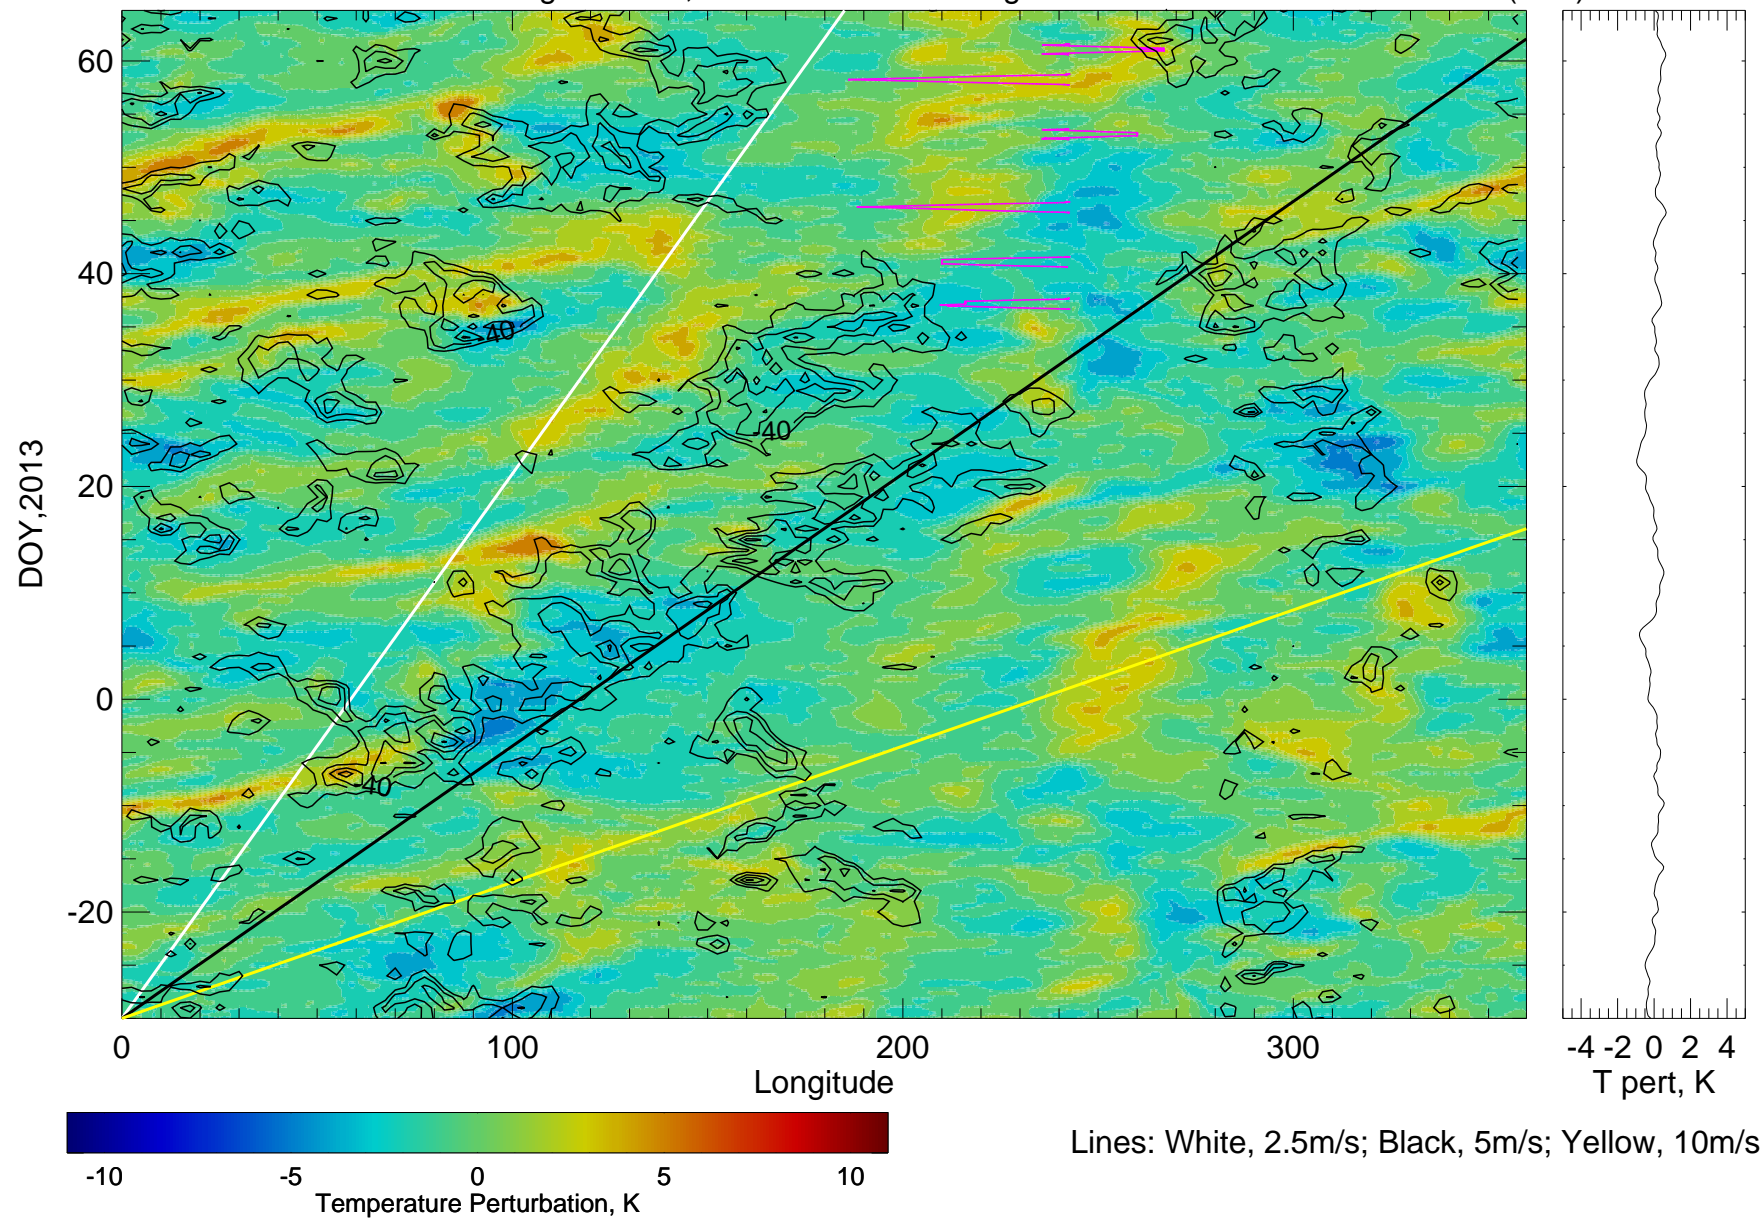 60
40
20
0
-20
DOY,2013
-40
-40
-40
0
100
200
300
Longitude
-4 -2 0 2 4
T pert, K
-10
-5
0
5
10
Temperature Perturbation, K
Lines: White, 2.5m/s; Black, 5m/s; Yellow, 10m/s